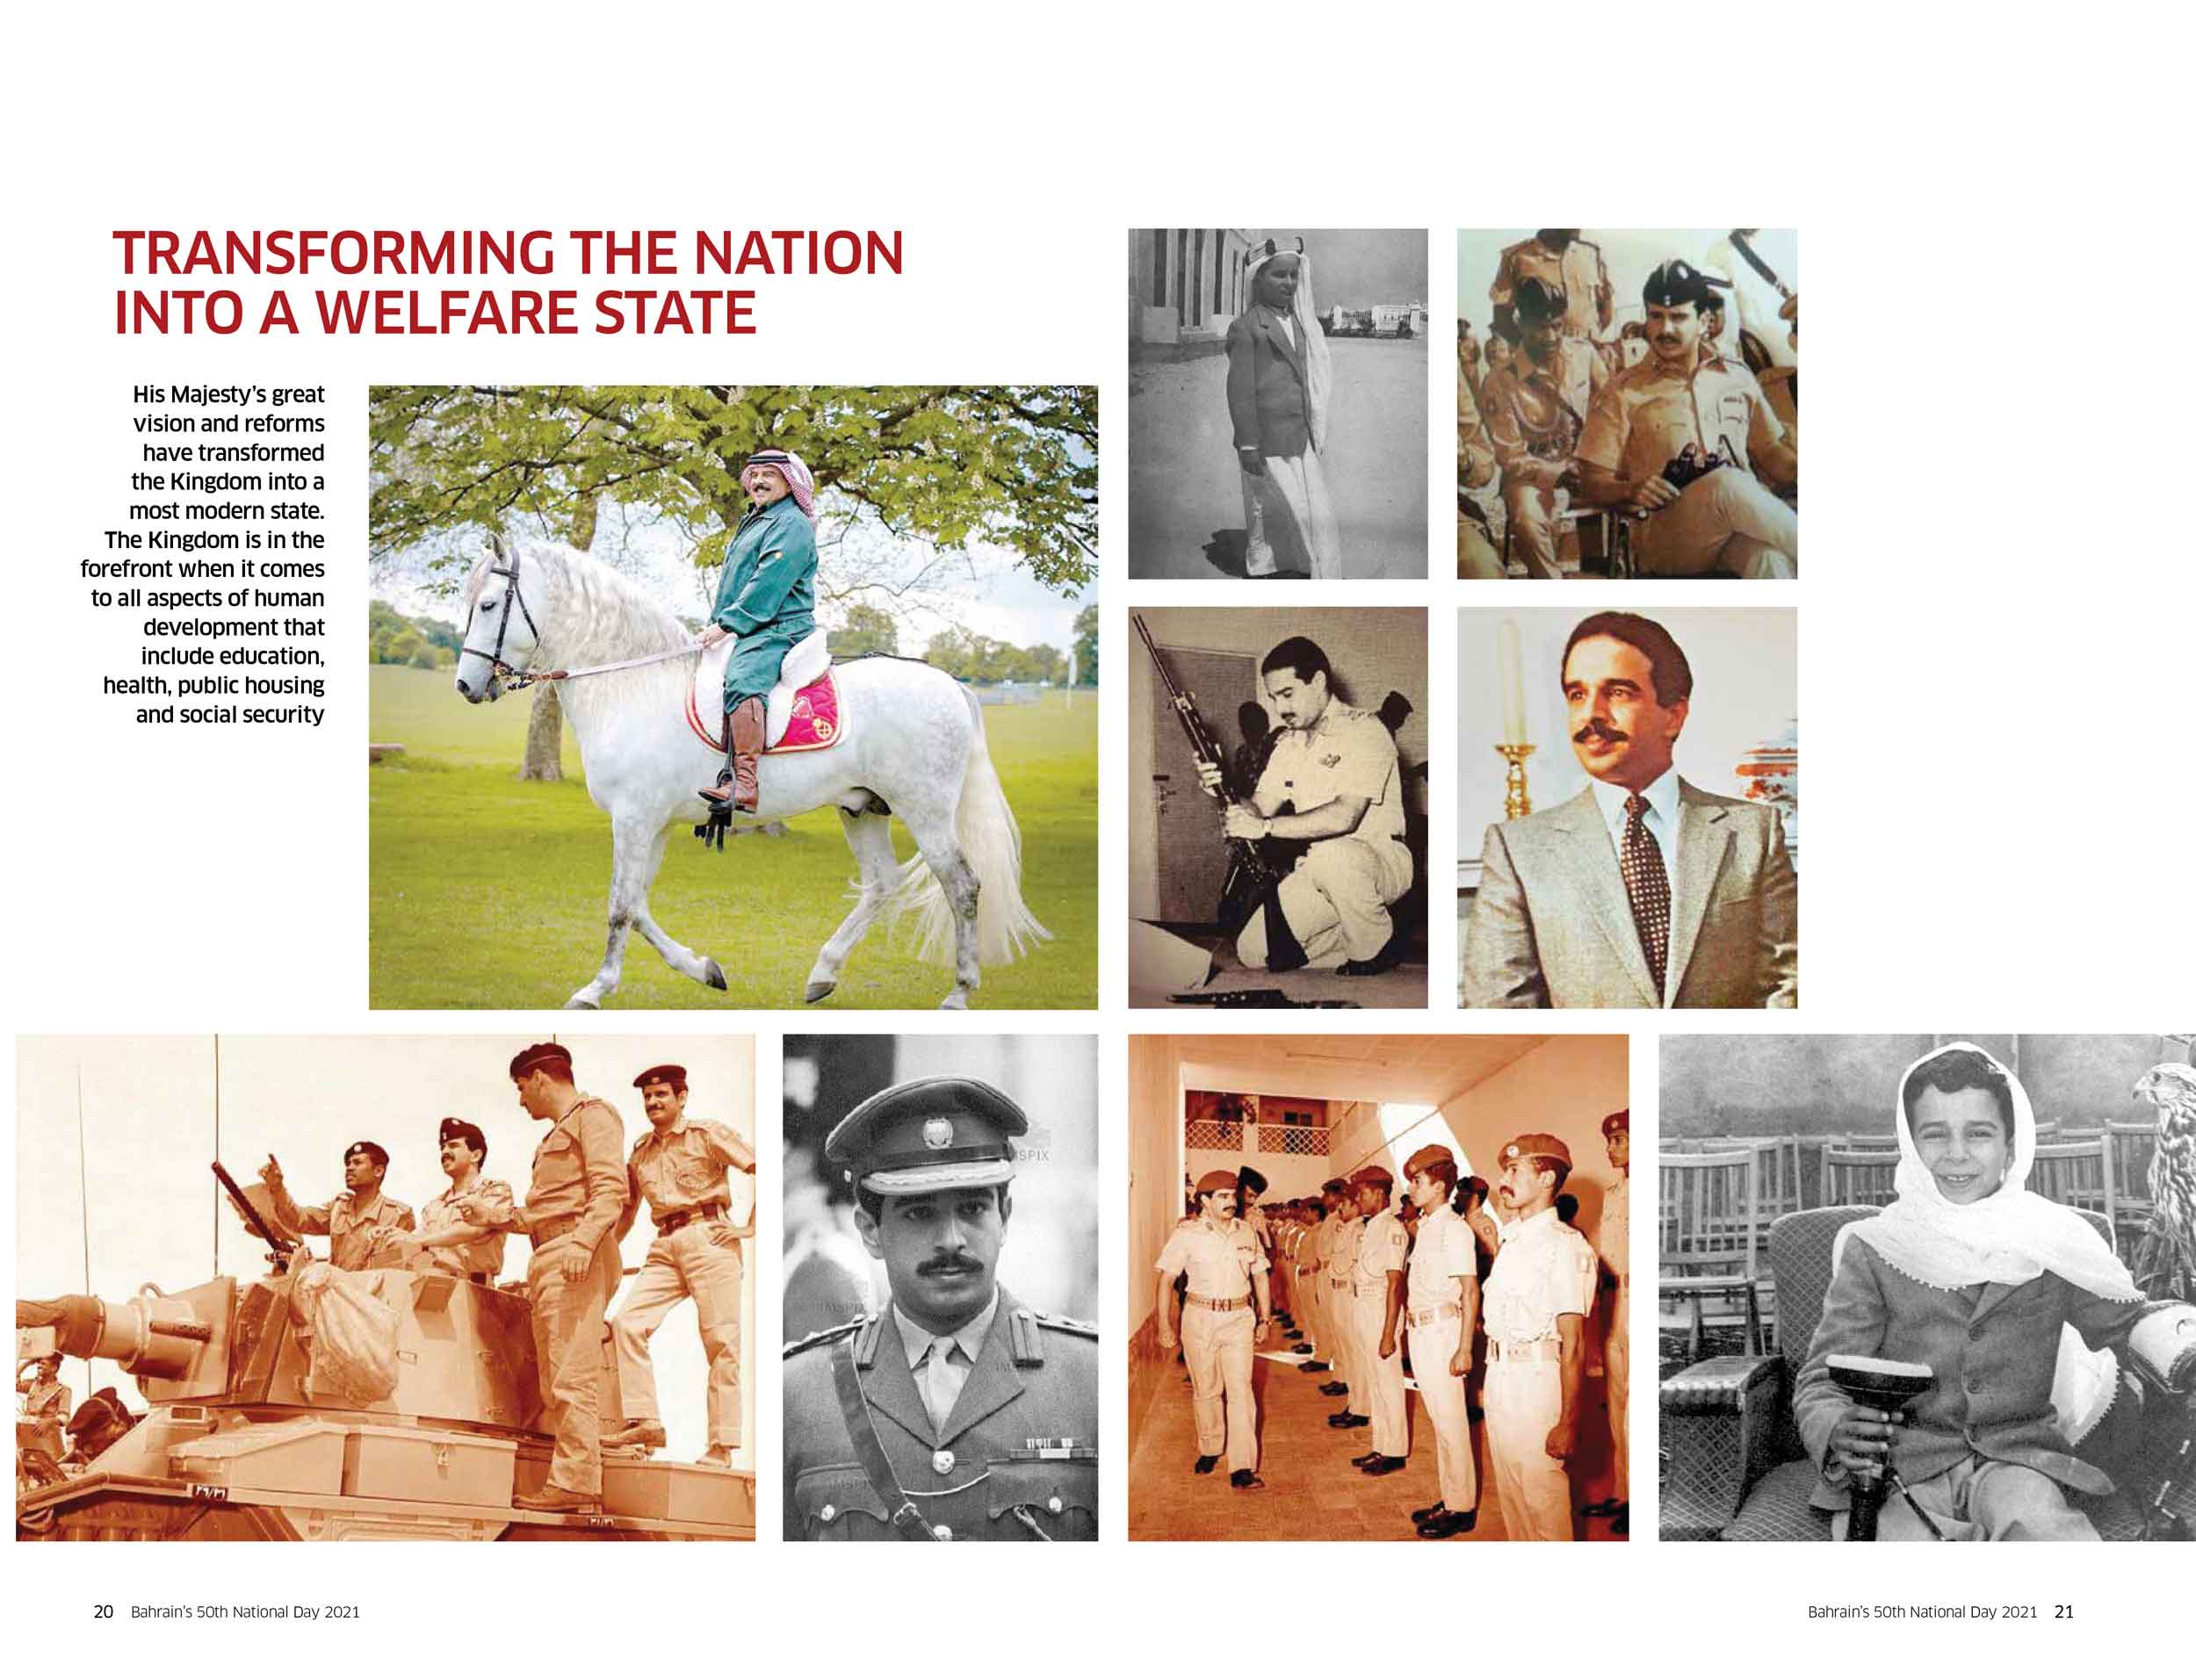 TRANSFORMING THE NATION
INTO A WELFARE STATE
His Majesty’s great
vision and reforms
have transformed
the Kingdom into a
most modern state.
The Kingdom is in the
forefront when it comes
to all aspects of human
development that
include education,
health, public housing
and social security
٣٩/٣١
20 Bahrain’s 50th National Day 2021
Bahrain’s 50th National Day 2021 21